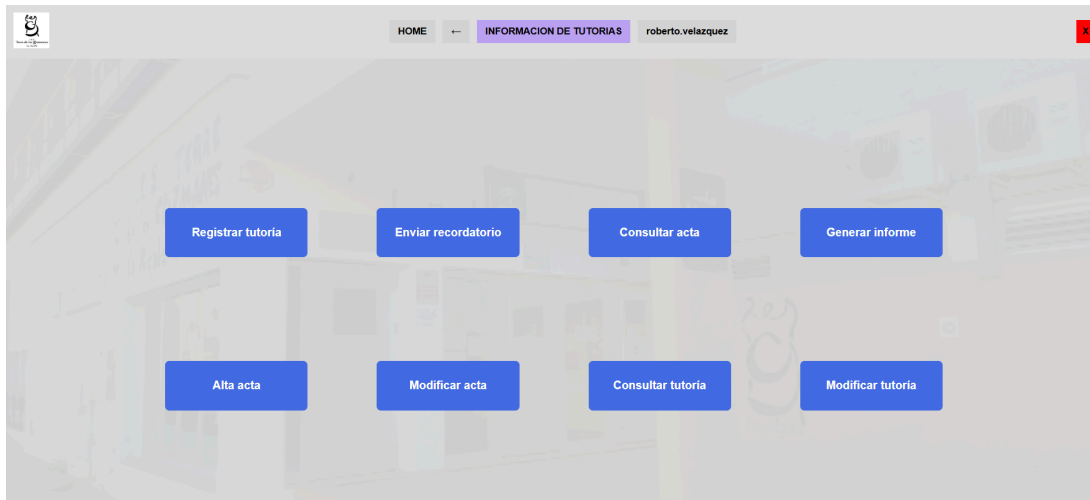 HOME ← INFORMACION DE TUTORIAS roberto.velazquez X
Registrar tutoría Enviar recordatorio Consultar acta Generar informe
Alta acta Modificar acta Consultar tutoría Modificar tutoría